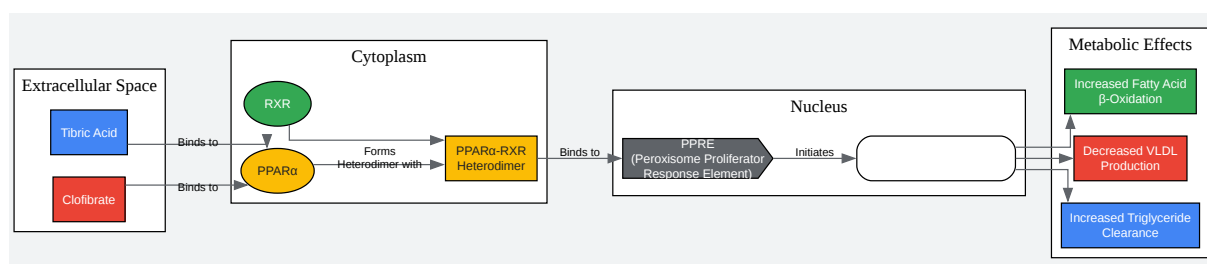 Extracellular Space
Tibric Acid
Clofibrate
Binds to
Binds to
Cytoplasm
RXR
PPARα
Forms
Heterodimer with
PPARα-RXR
Heterodimer
Binds to
Nucleus
PPRE
(Peroxisome Proliferator
Response Element)
Initiates
Metabolic Effects
Increased Fatty Acid
β-Oxidation
Decreased VLDL
Production
Increased Triglyceride
Clearance